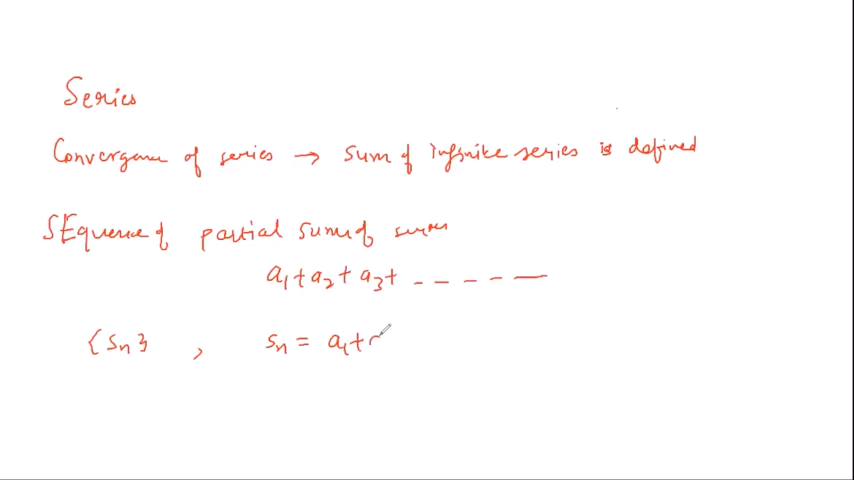 Series
Convergence of series → sum of infinite series is defined
SEquence of partial sum of series
a₁ + a₂ + a₃ + _ _ _ _ _
{Sₙ} , Sₙ = a₁ +